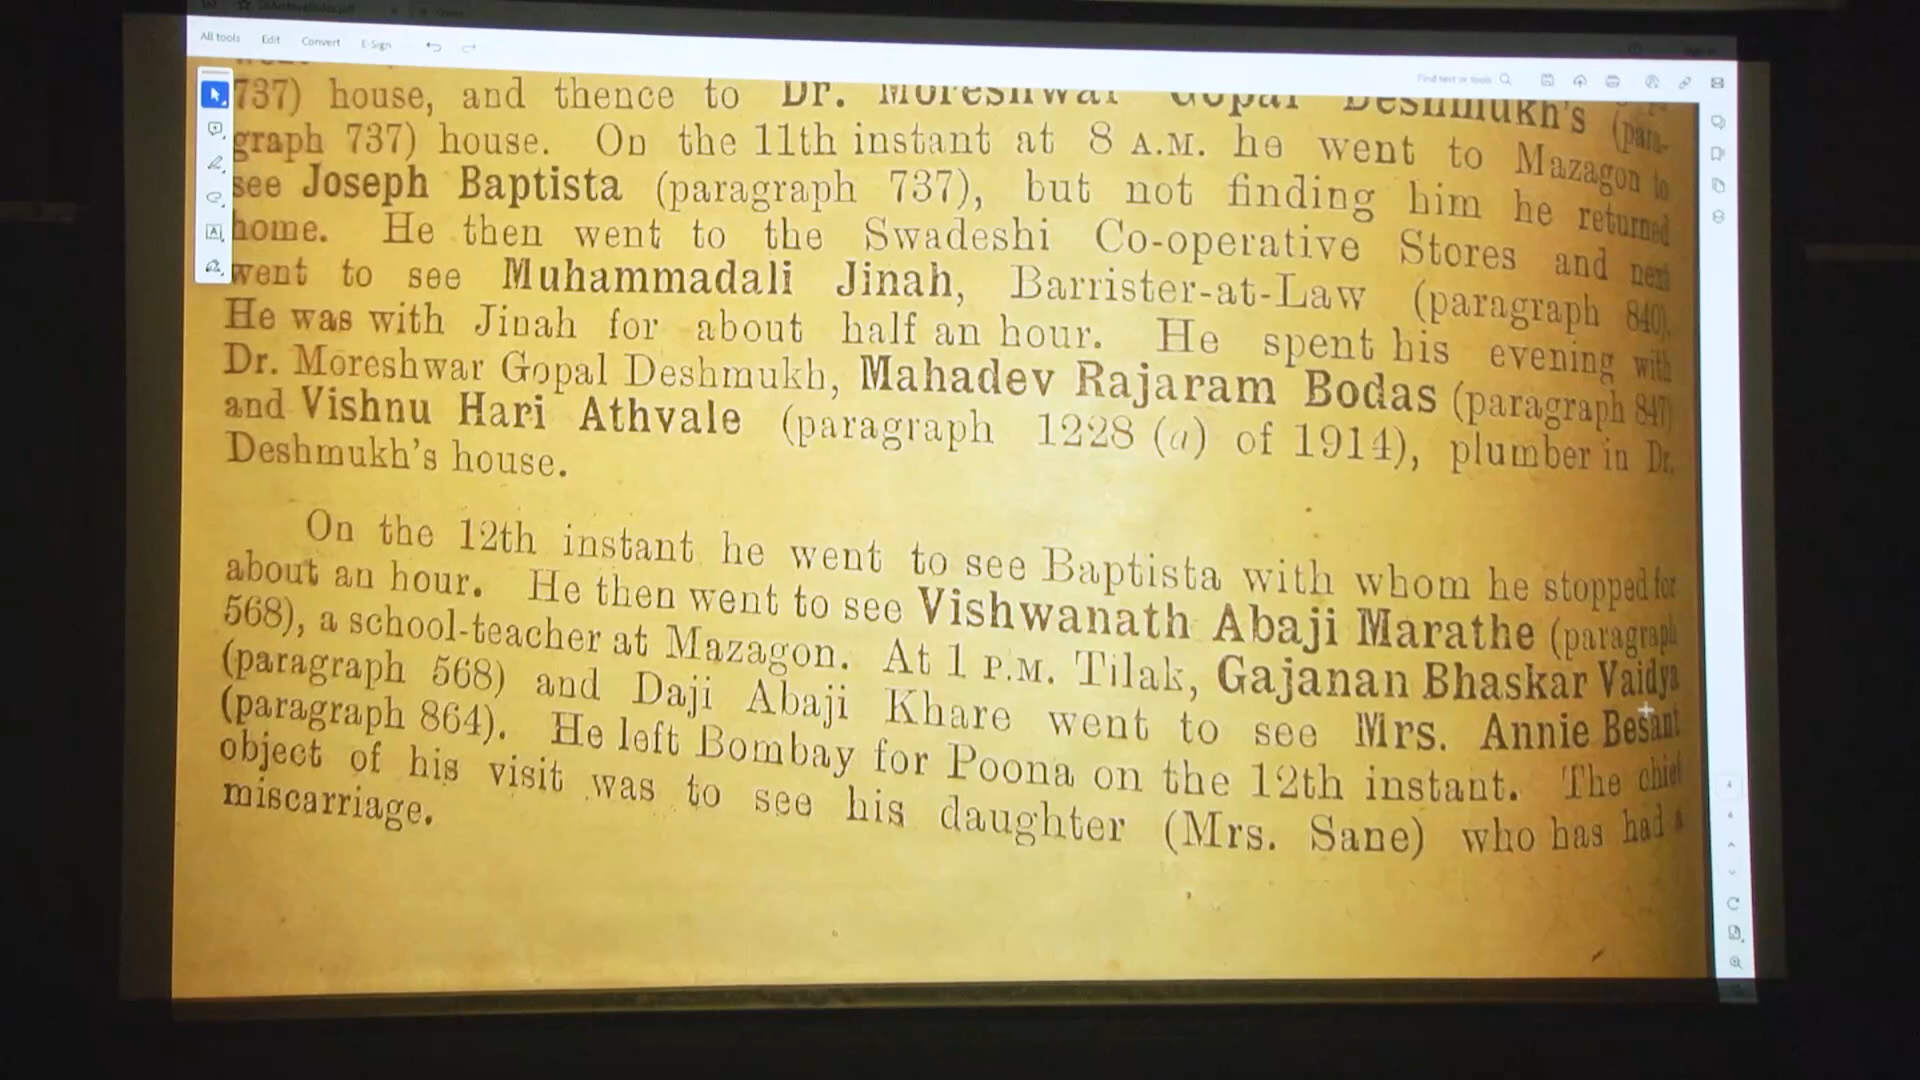 All tools Edit Convert E-Sign
Find text or tools
737) house, and thence to Dr. Moreshwar Gopal Deshmukh's (para-
graph 737) house. On the 11th instant at 8 A.M. he went to Mazagon to
see Joseph Baptista (paragraph 737), but not finding him he returned
home. He then went to the Swadeshi Co-operative Stores and next
went to see Muhammadali Jinah, Barrister-at-Law (paragraph 840).
He was with Jinah for about half an hour. He spent his evening with
Dr. Moreshwar Gopal Deshmukh, Mahadev Rajaram Bodas (paragraph 847)
and Vishnu Hari Athvale (paragraph 1228 (a) of 1914), plumber in Dr.
Deshmukh's house.
On the 12th instant he went to see Baptista with whom he stopped for
about an hour. He then went to see Vishwanath Abaji Marathe (paragraph
568), a school-teacher at Mazagon. At 1 P.M. Tilak, Gajanan Bhaskar Vaidya
(paragraph 568) and Daji Abaji Khare went to see Mrs. Annie Besant
(paragraph 864). He left Bombay for Poona on the 12th instant. The chief
object of his visit was to see his daughter (Mrs. Sane) who has had a
miscarriage.